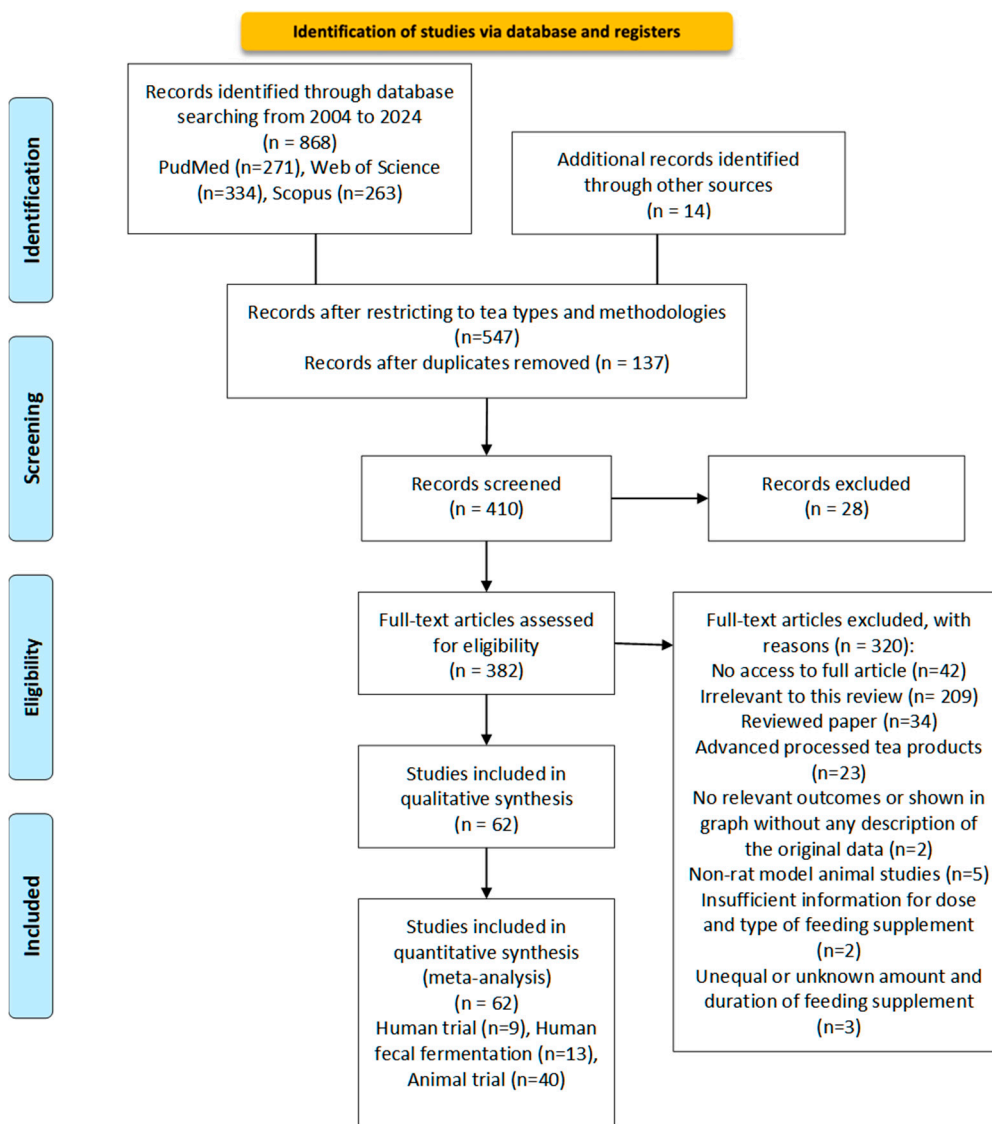 Identification of studies via database and registers
Identification
Records identified through database
searching from 2004 to 2024
(n = 868)
PudMed (n=271), Web of Science
(n=334), Scopus (n=263)
Additional records identified
through other sources
(n = 14)
Records after restricting to tea types and methodologies
(n=547)
Records after duplicates removed (n = 137)
Screening
Records screened
(n = 410)
Records excluded
(n = 28)
Eligibility
Full-text articles assessed
for eligibility
(n = 382)
Full-text articles excluded, with
reasons (n = 320):
No access to full article (n=42)
Irrelevant to this review (n= 209)
Reviewed paper (n=34)
Advanced processed tea products
(n=23)
No relevant outcomes or shown in
graph without any description of
the original data (n=2)
Non-rat model animal studies (n=5)
Insufficient information for dose
and type of feeding supplement
(n=2)
Unequal or unknown amount and
duration of feeding supplement
(n=3)
Studies included in
qualitative synthesis
(n = 62)
Included
Studies included in
quantitative synthesis
(meta-analysis)
(n = 62)
Human trial (n=9), Human
fecal fermentation (n=13),
Animal trial (n=40)